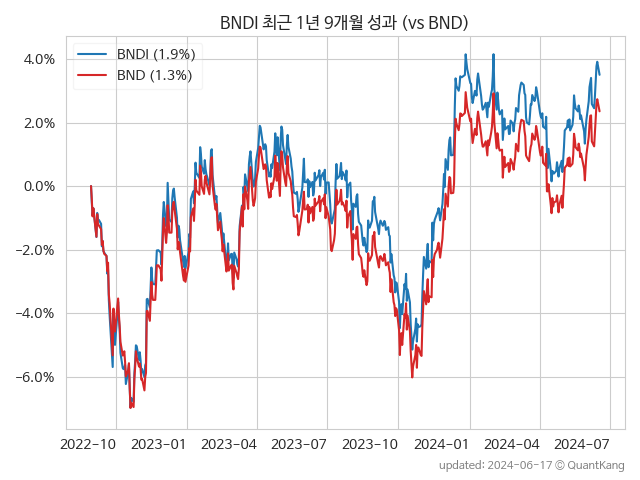 BNDI 최근 1년 9개월 성과 (vs BND)
BNDI (1.9%)
BND (1.3%)
4.0%
2.0%
0.0%
−2.0%
−4.0%
−6.0%
2022-10 2023-01 2023-04 2023-07 2023-10 2024-01 2024-04 2024-07
updated: 2024-06-17 © QuantKang